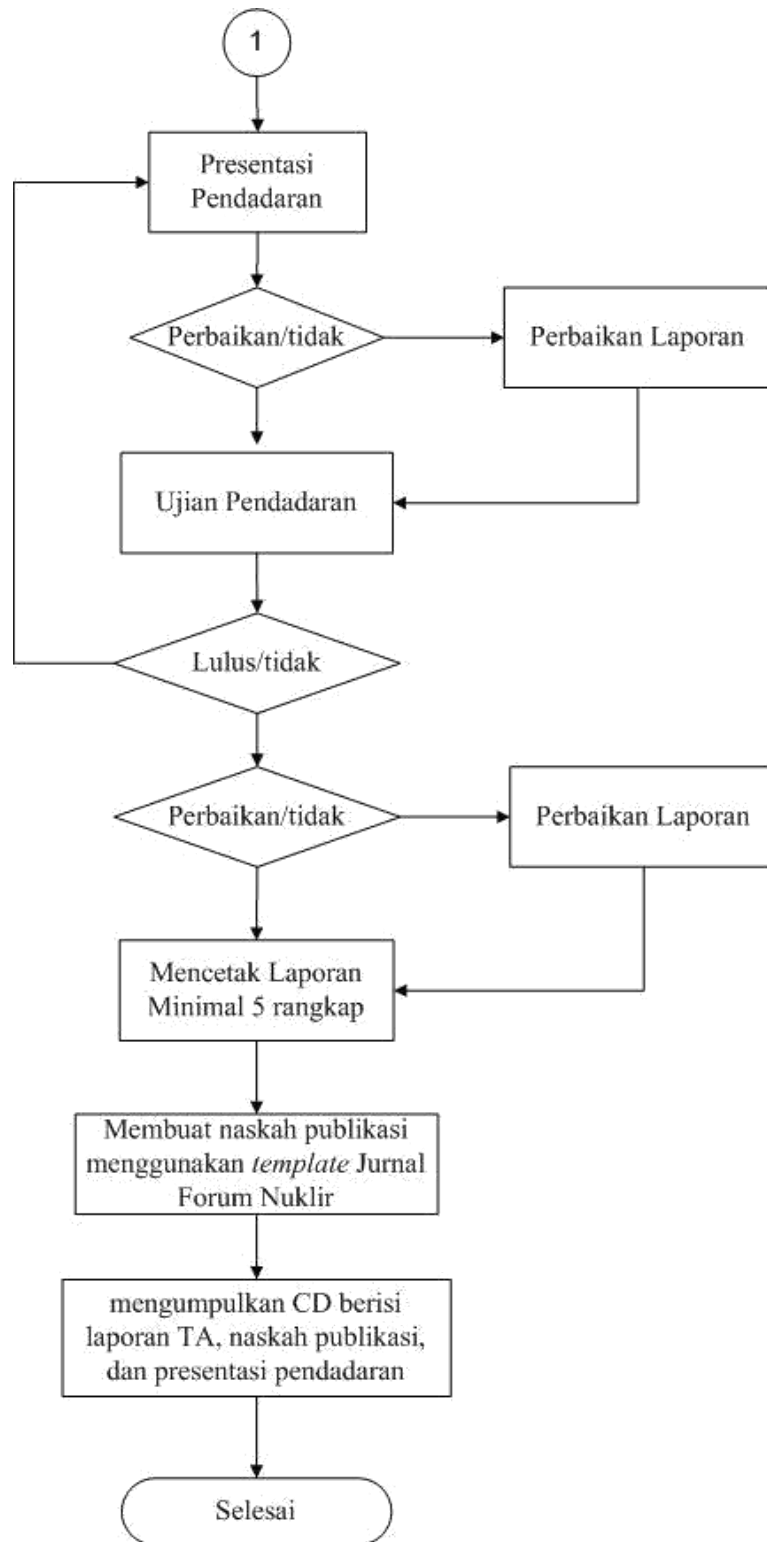 1
Presentasi
Pendadaran
Perbaikan/tidak
Perbaikan Laporan
Ujian Pendadaran
Lulus/tidak
Perbaikan/tidak
Perbaikan Laporan
Mencetak Laporan
Minimal 5 rangkap
Membuat naskah publikasi
menggunakan template Jurnal
Forum Nuklir
mengumpulkan CD berisi
laporan TA, naskah publikasi,
dan presentasi pendadaran
Selesai